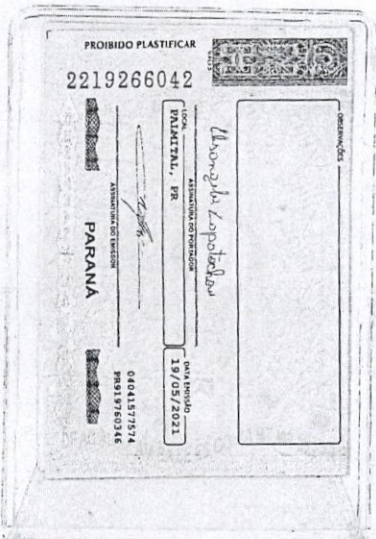 PROIBIDO PLASTIFICAR
2219266042
OBSERVAÇÕES
ASSINATURA DO PORTADOR
LOCAL
PALMITAL, PR
DATA EMISSÃO
19/05/2021
ASSINATURA DO EMISSOR
04041577574
PR919760346
PARANÁ